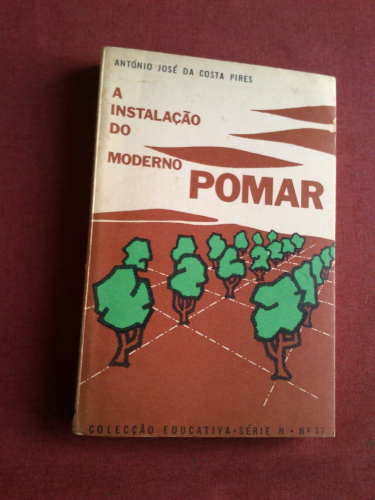 ANTÓNIO JOSÉ DA COSTA PIRES
A
INSTALAÇÃO
DO
MODERNO
POMAR
COLECÇÃO EDUCATIVA · SÉRIE N · Nº